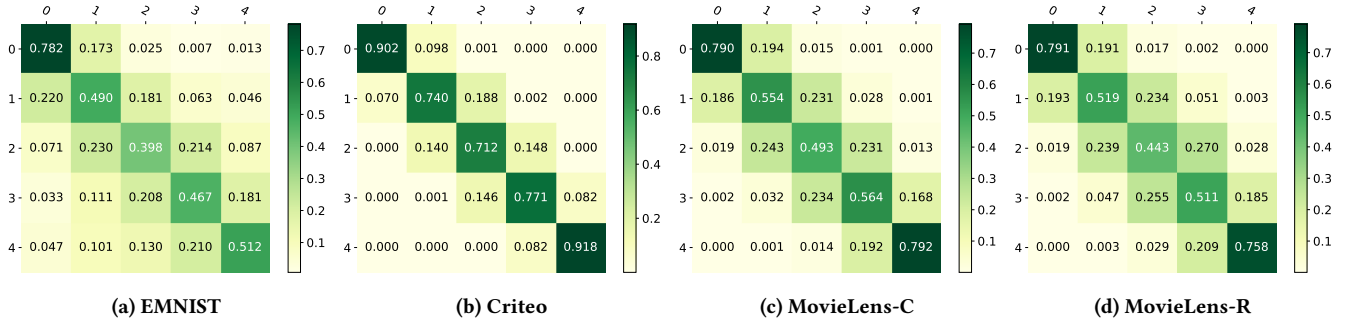 0 1 2 3 4
0 0.782 0.173 0.025 0.007 0.013
1 0.220 0.490 0.181 0.063 0.046
2 0.071 0.230 0.398 0.214 0.087
3 0.033 0.111 0.208 0.467 0.181
4 0.047 0.101 0.130 0.210 0.512
0.7
0.6
0.5
0.4
0.3
0.2
0.1
(a) EMNIST
0 1 2 3 4
0 0.902 0.098 0.001 0.000 0.000
1 0.070 0.740 0.188 0.002 0.000
2 0.000 0.140 0.712 0.148 0.000
3 0.000 0.001 0.146 0.771 0.082
4 0.000 0.000 0.000 0.082 0.918
0.8
0.6
0.4
0.2
(b) Criteo
0 1 2 3 4
0 0.790 0.194 0.015 0.001 0.000
1 0.186 0.554 0.231 0.028 0.001
2 0.019 0.243 0.493 0.231 0.013
3 0.002 0.032 0.234 0.564 0.168
4 0.000 0.001 0.014 0.192 0.792
0.7
0.6
0.5
0.4
0.3
0.2
0.1
(c) MovieLens-C
0 1 2 3 4
0 0.791 0.191 0.017 0.002 0.000
1 0.193 0.519 0.234 0.051 0.003
2 0.019 0.239 0.443 0.270 0.028
3 0.002 0.047 0.255 0.511 0.185
4 0.000 0.003 0.029 0.209 0.758
0.7
0.6
0.5
0.4
0.3
0.2
0.1
(d) MovieLens-R